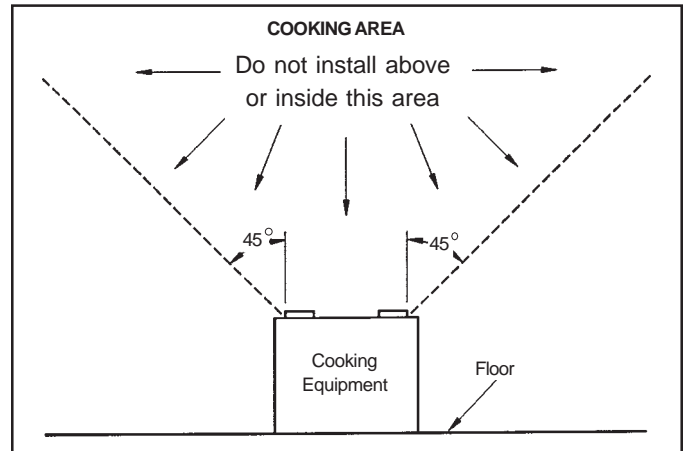 COOKING AREA
Do not install above
or inside this area
45°
45°
Cooking
Equipment
Floor